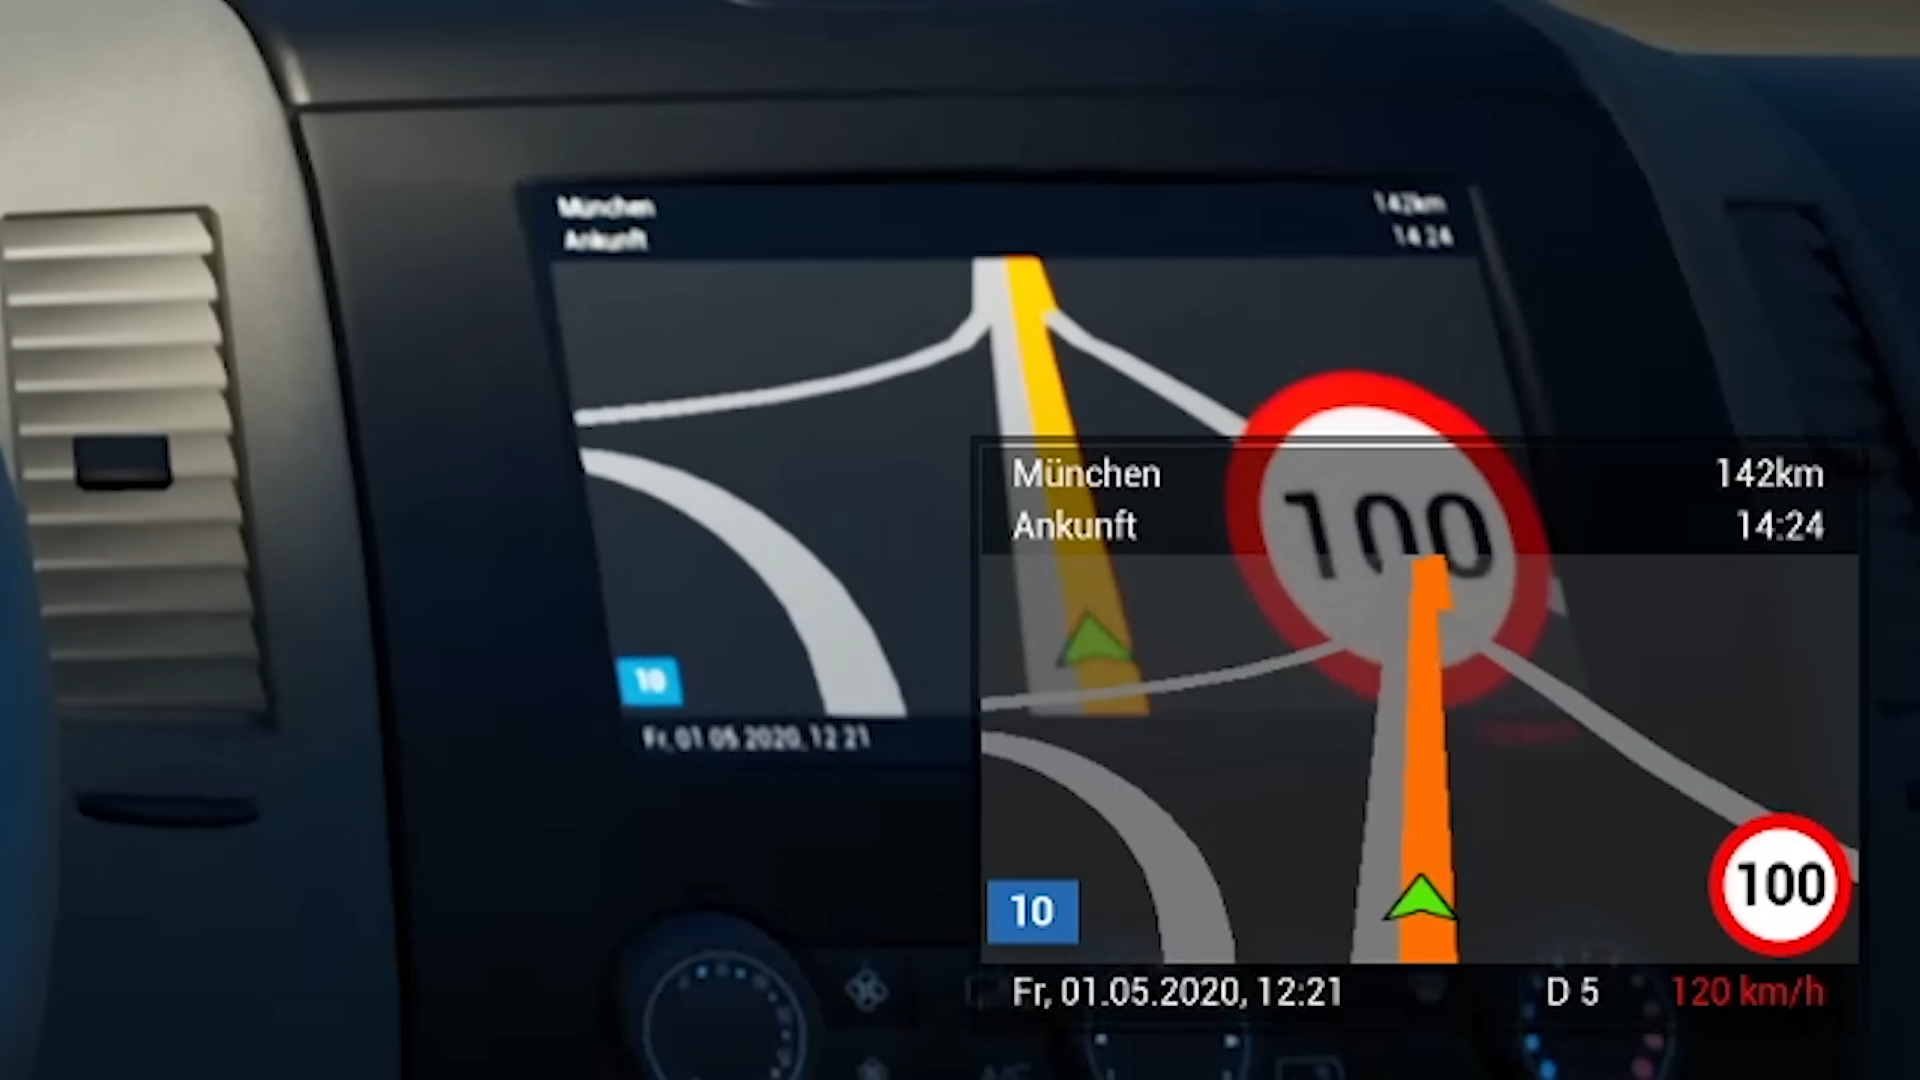 München 142km
Ankunft 14 24
100
10
Fr, 01 05 2020, 12 21
München 142km
Ankunft 14:24
10
100
Fr, 01.05.2020, 12:21 D 5 120 km/h
A/C